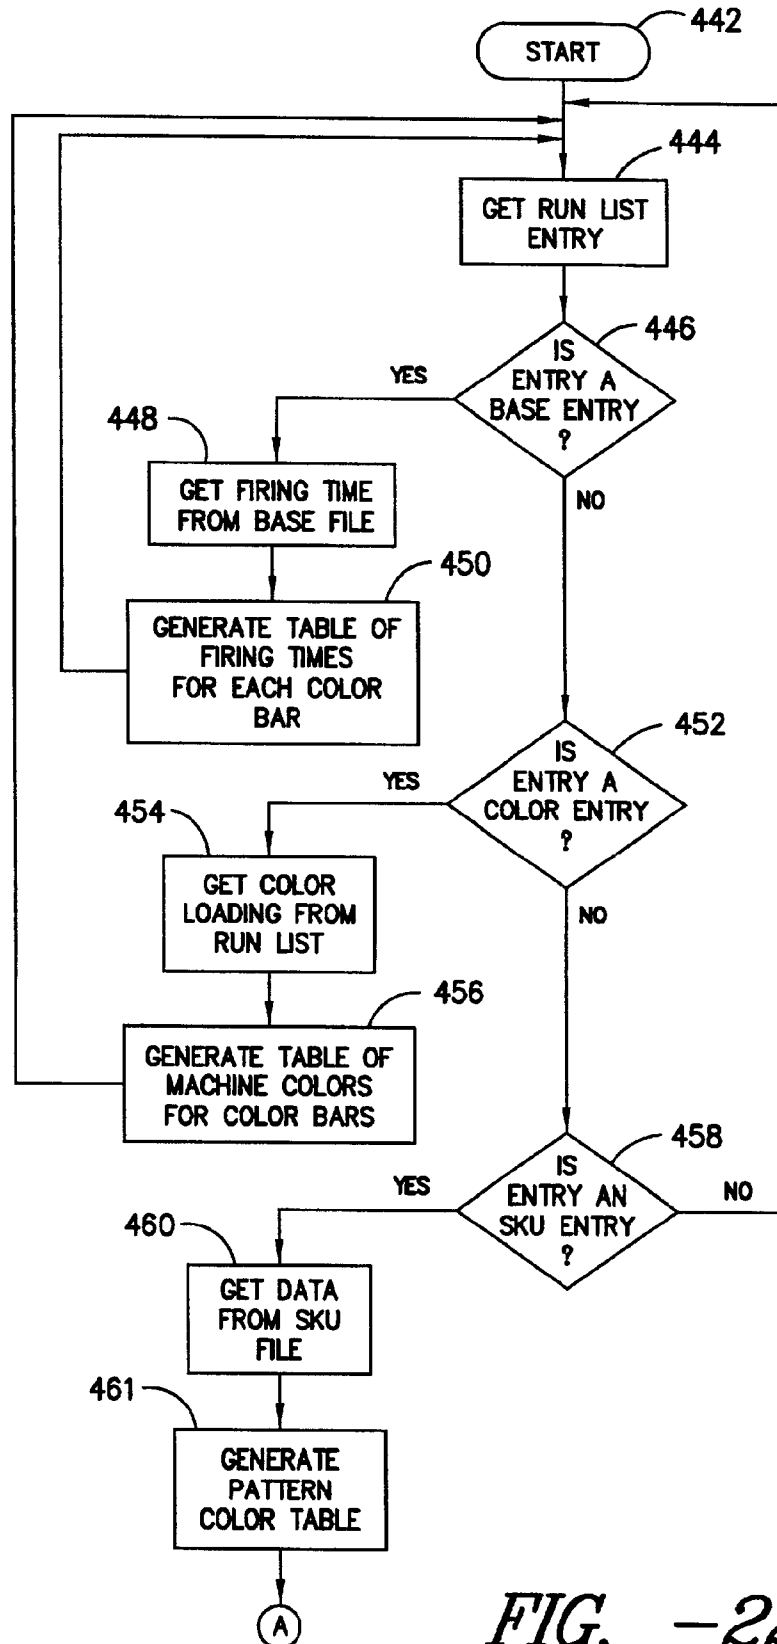 442
START
444
GET RUN LIST
ENTRY
446
IS
ENTRY A
BASE ENTRY
?
YES
NO
448
GET FIRING TIME
FROM BASE FILE
450
GENERATE TABLE OF
FIRING TIMES
FOR EACH COLOR
BAR
452
IS
ENTRY A
COLOR ENTRY
?
YES
NO
454
GET COLOR
LOADING FROM
RUN LIST
456
GENERATE TABLE OF
MACHINE COLORS
FOR COLOR BARS
458
IS
ENTRY AN
SKU ENTRY
?
YES
NO
460
GET DATA
FROM SKU
FILE
461
GENERATE
PATTERN
COLOR TABLE
A
FIG.